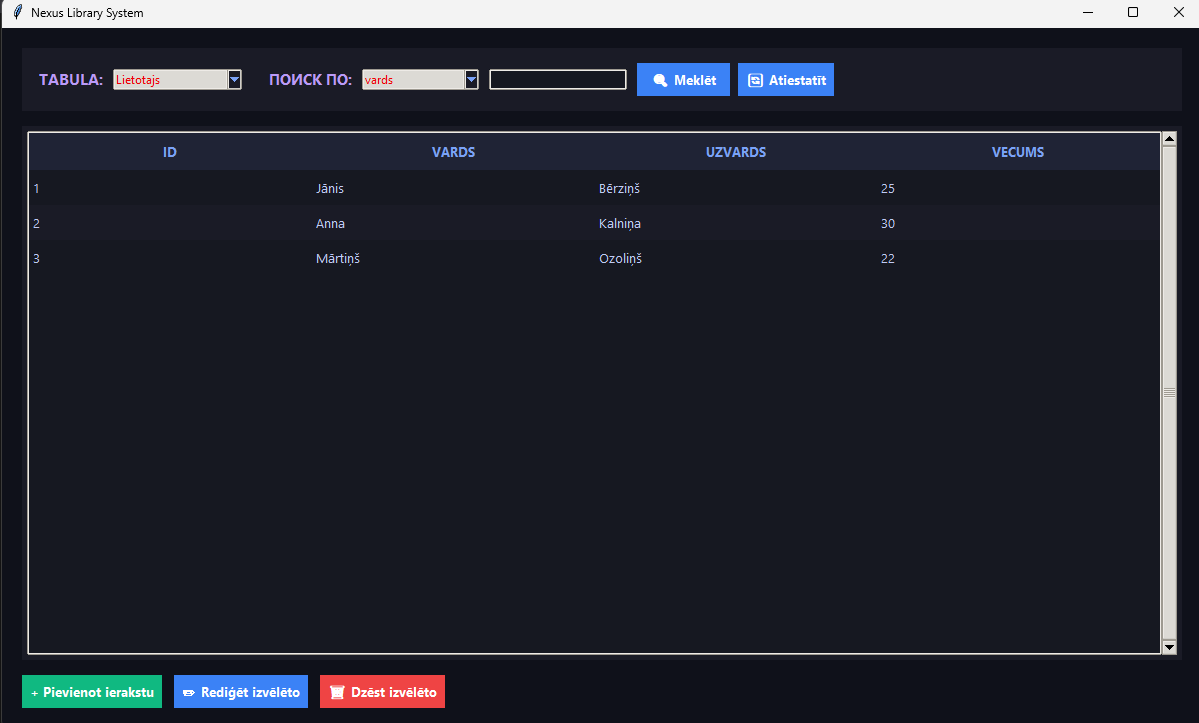 Nexus Library System
TABULA: Lietotajs ПОИСК ПО: vards Meklēt Atiestatīt
ID VARDS UZVARDS VECUMS
1 Jānis Bērziņš 25
2 Anna Kalniņa 30
3 Mārtiņš Ozoliņš 22
+ Pievienot ierakstu Rediģēt izvēlēto Dzēst izvēlēto